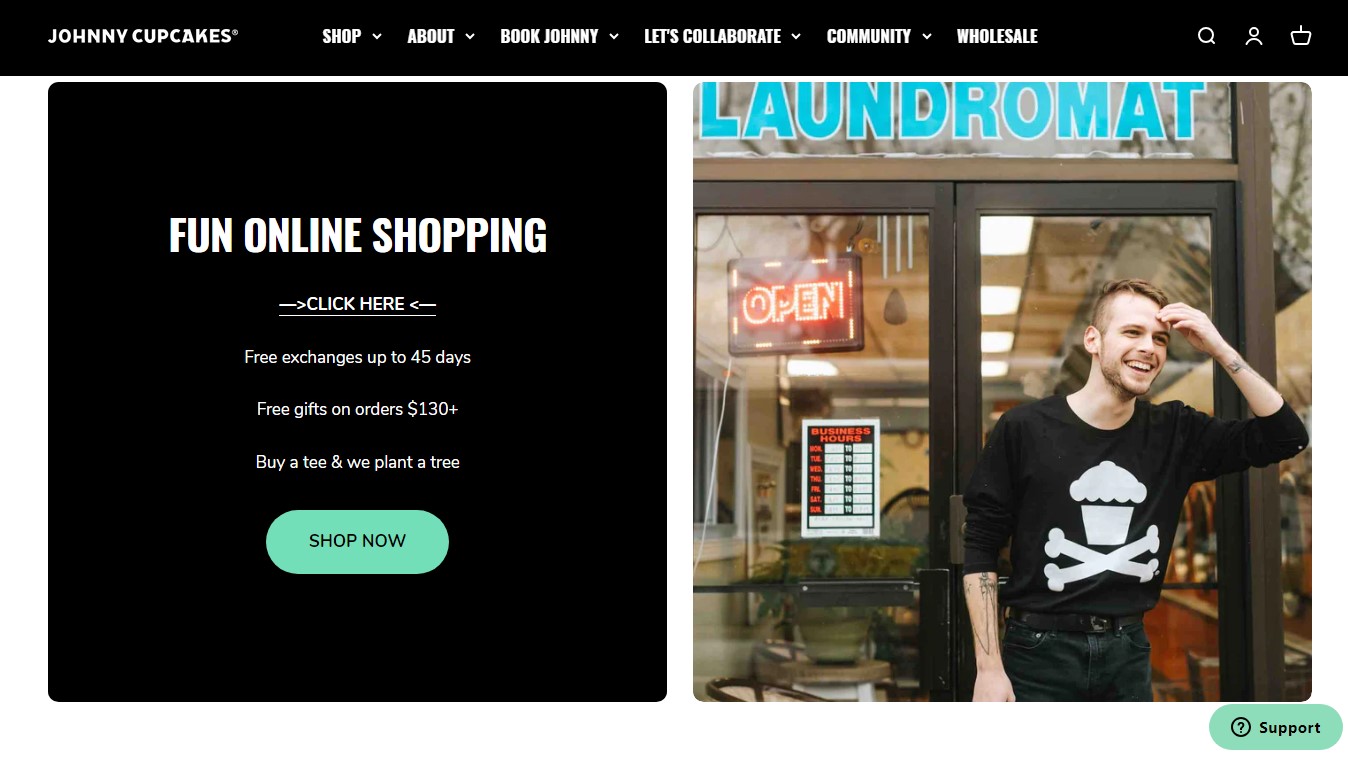 JOHNNY CUPCAKES®
SHOP
ABOUT
BOOK JOHNNY
LET'S COLLABORATE
COMMUNITY
WHOLESALE
FUN ONLINE SHOPPING
—>CLICK HERE <—
Free exchanges up to 45 days
Free gifts on orders $130+
Buy a tee & we plant a tree
SHOP NOW
LAUNDROMAT
OPEN
BUSINESS
HOURS
MON. TO
TUE. TO
WED. TO
THU. TO
FRI. TO
SAT. TO
SUN. TO
Support